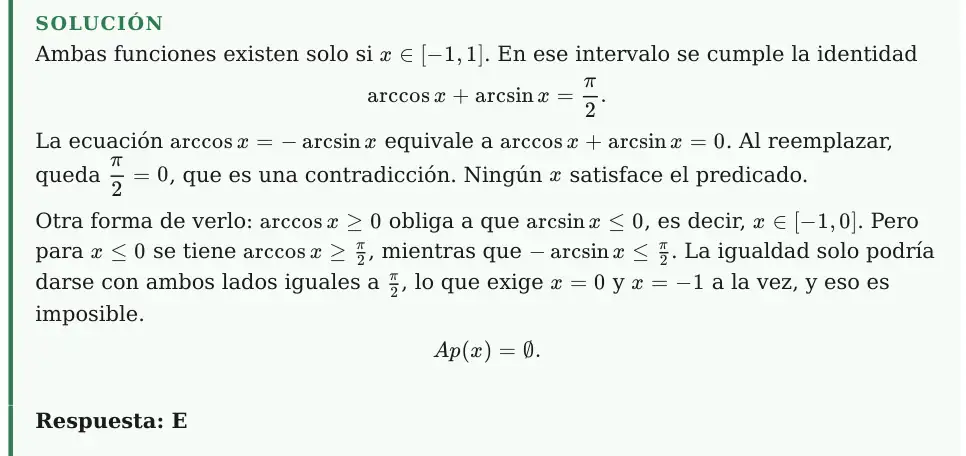 SOLUCIÓN
Ambas funciones existen solo si x ∈ [−1, 1]. En ese intervalo se cumple la identidad
arccos x + arcsin x = π/2.
La ecuación arccos x = − arcsin x equivale a arccos x + arcsin x = 0. Al reemplazar,
queda π/2 = 0, que es una contradicción. Ningún x satisface el predicado.
Otra forma de verlo: arccos x ≥ 0 obliga a que arcsin x ≤ 0, es decir, x ∈ [−1, 0]. Pero
para x ≤ 0 se tiene arccos x ≥ π/2, mientras que − arcsin x ≤ π/2. La igualdad solo podría
darse con ambos lados iguales a π/2, lo que exige x = 0 y x = −1 a la vez, y eso es
imposible.
Ap(x) = ∅.
Respuesta: E